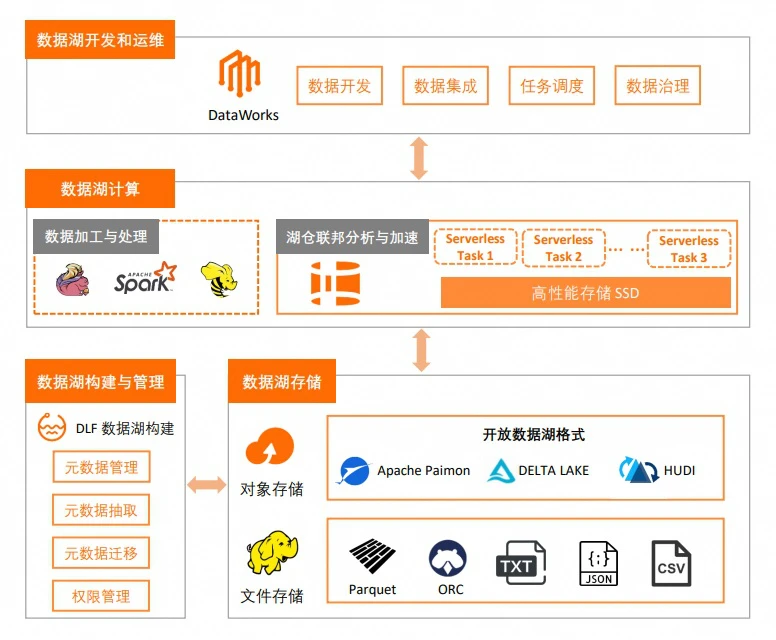 数据湖开发和运维
DataWorks
数据开发
数据集成
任务调度
数据治理
数据湖计算
数据加工与处理
APACHE
Spark
湖仓联邦分析与加速
Serverless
Task 1
Serverless
Task 2
... ...
Serverless
Task 3
高性能存储 SSD
数据湖构建与管理
DLF 数据湖构建
元数据管理
元数据抽取
元数据迁移
权限管理
数据湖存储
对象存储
开放数据湖格式
Apache Paimon
DELTA LAKE
HUDI
文件存储
Parquet
ORC
TXT
{;}
JSON
CSV